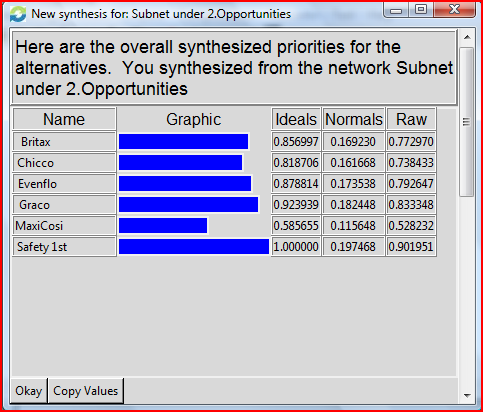 New synthesis for: Subnet under 2.Opportunities
Here are the overall synthesized priorities for the
alternatives.  You synthesized from the network Subnet
under 2.Opportunities
Name Graphic Ideals Normals Raw
Britax 0.856997 0.169230 0.772970
Chicco 0.818706 0.161668 0.738433
Evenflo 0.878814 0.173538 0.792647
Graco 0.923939 0.182448 0.833348
MaxiCosi 0.585655 0.115648 0.528232
Safety 1st 1.000000 0.197468 0.901951
Okay Copy Values